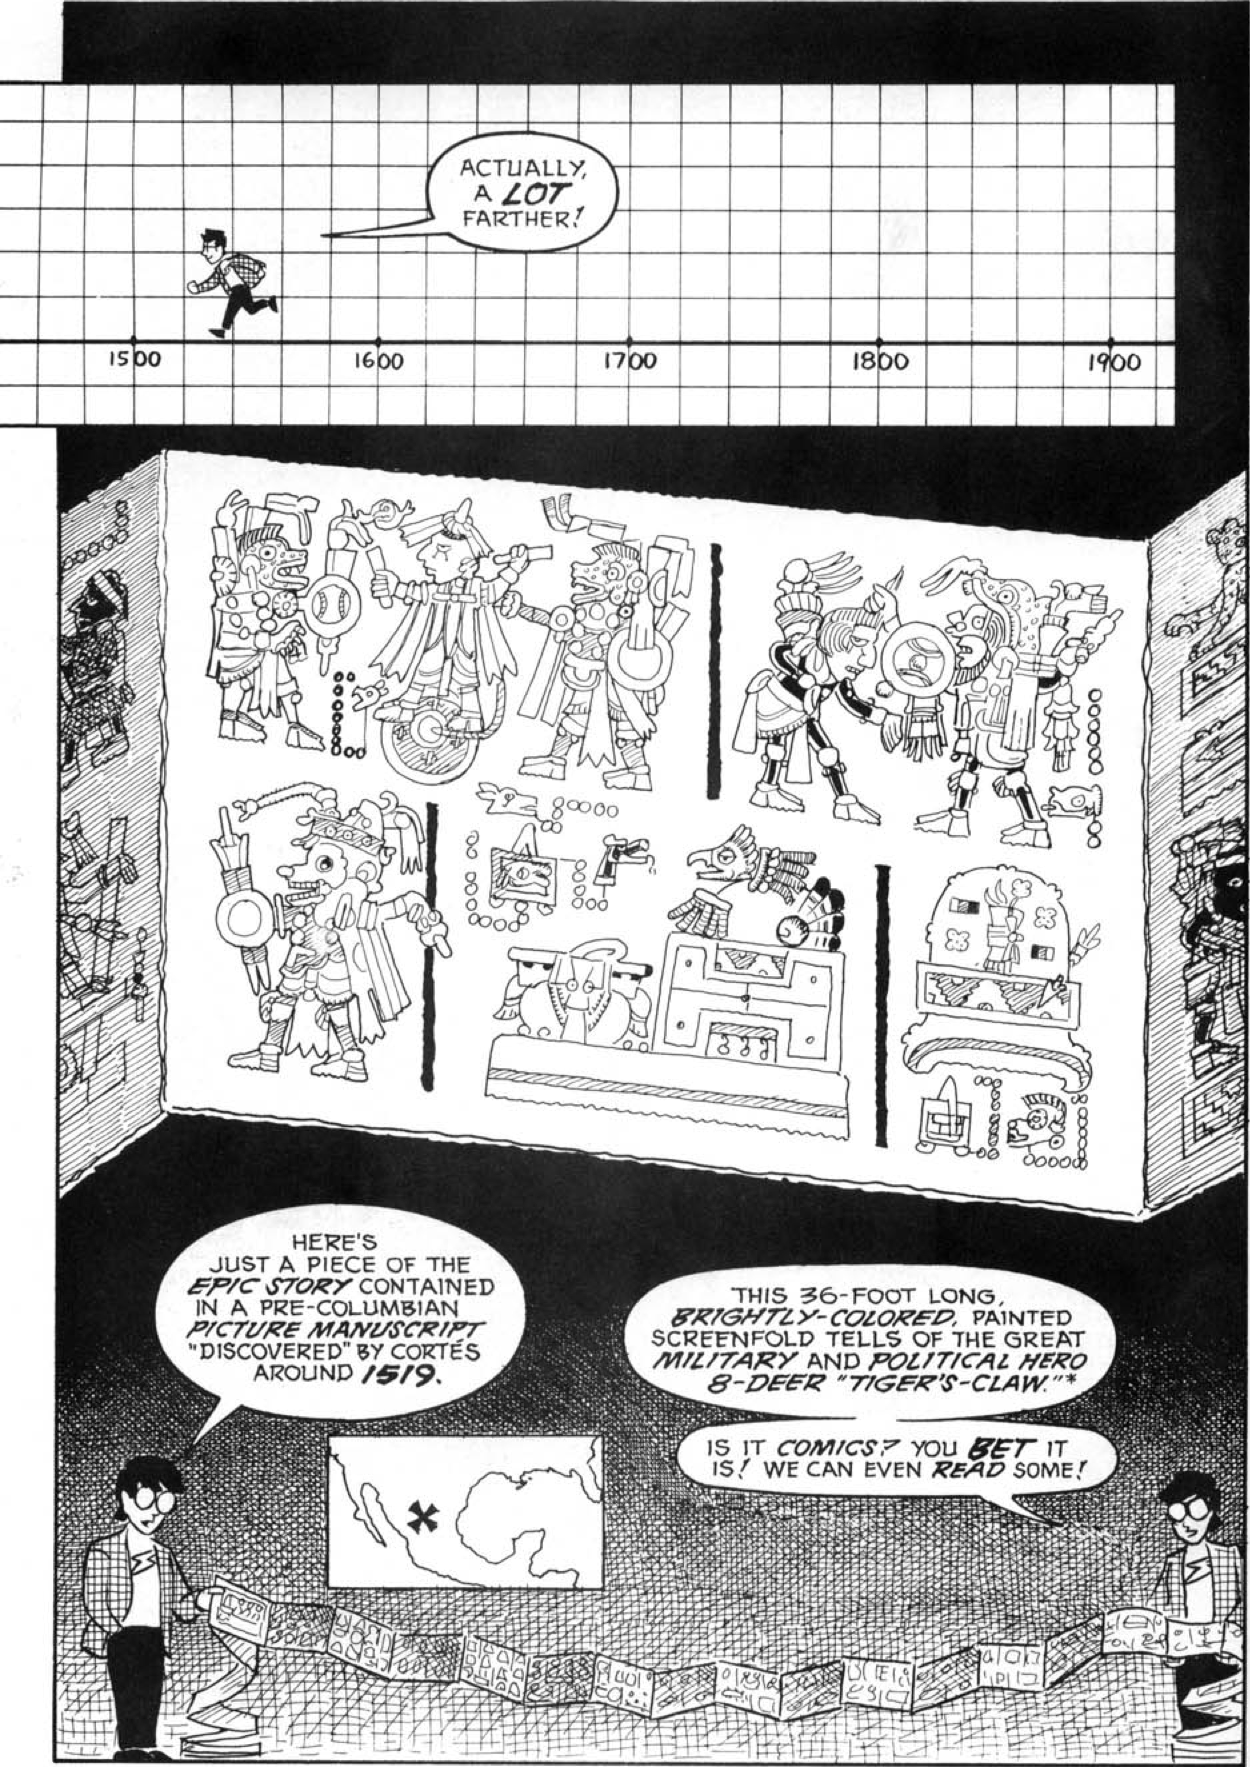 ACTUALLY,
A LOT
FARTHER!
1500 1600 1700 1800 1900
HERE'S
JUST A PIECE OF THE
EPIC STORY CONTAINED
IN A PRE-COLUMBIAN
PICTURE MANUSCRIPT
"DISCOVERED" BY CORTÉS
AROUND 1519.
THIS 36-FOOT LONG,
BRIGHTLY-COLORED, PAINTED
SCREENFOLD TELLS OF THE GREAT
MILITARY AND POLITICAL HERO
8-DEER "TIGER'S-CLAW."*
IS IT COMICS? YOU BET IT
IS! WE CAN EVEN READ SOME!